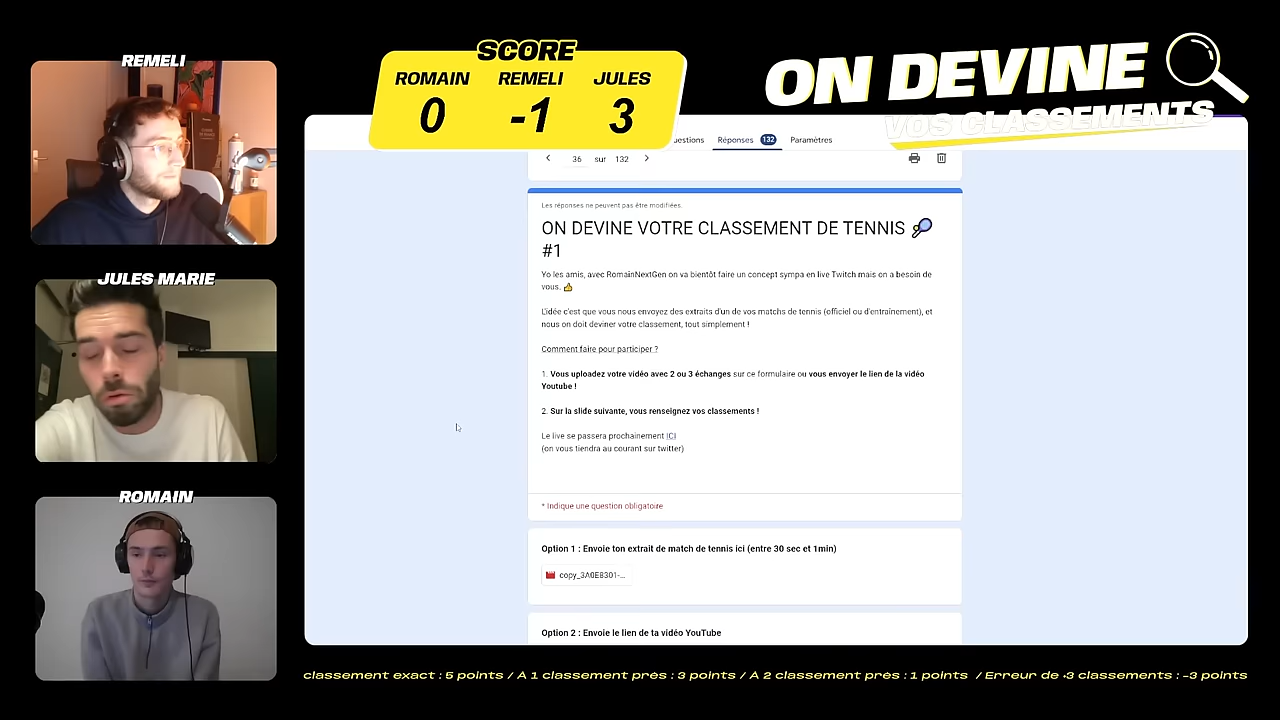 REMELI
JULES MARIE
ROMAIN
SCORE
ROMAIN REMELI JULES
0 -1 3
ON DEVINE
VOS CLASSEMENTS
uestions Réponses 132 Paramètres
36 sur 132
Les réponses ne peuvent pas être modifiées.
ON DEVINE VOTRE CLASSEMENT DE TENNIS 🎾
#1
Yo les amis, avec RomainNextGen on va bientôt faire un concept sympa en live Twitch mais on a besoin de
vous. 👍
L'idée c'est que vous nous envoyez des extraits d'un de vos matchs de tennis (officiel ou d'entraînement), et
nous on doit deviner votre classement, tout simplement !
Comment faire pour participer ?
1. Vous uploadez votre vidéo avec 2 ou 3 échanges sur ce formulaire ou vous envoyer le lien de la vidéo
Youtube !
2. Sur la slide suivante, vous renseignez vos classements !
Le live se passera prochainement ICI
(on vous tiendra au courant sur twitter)
* Indique une question obligatoire
Option 1 : Envoie ton extrait de match de tennis ici (entre 30 sec et 1min)
copy_3A0E8301-...
Option 2 : Envoie le lien de ta vidéo YouTube
classement exact : 5 points / À 1 classement près : 3 points / À 2 classement près : 1 points / Erreur de +3 classements : -3 points